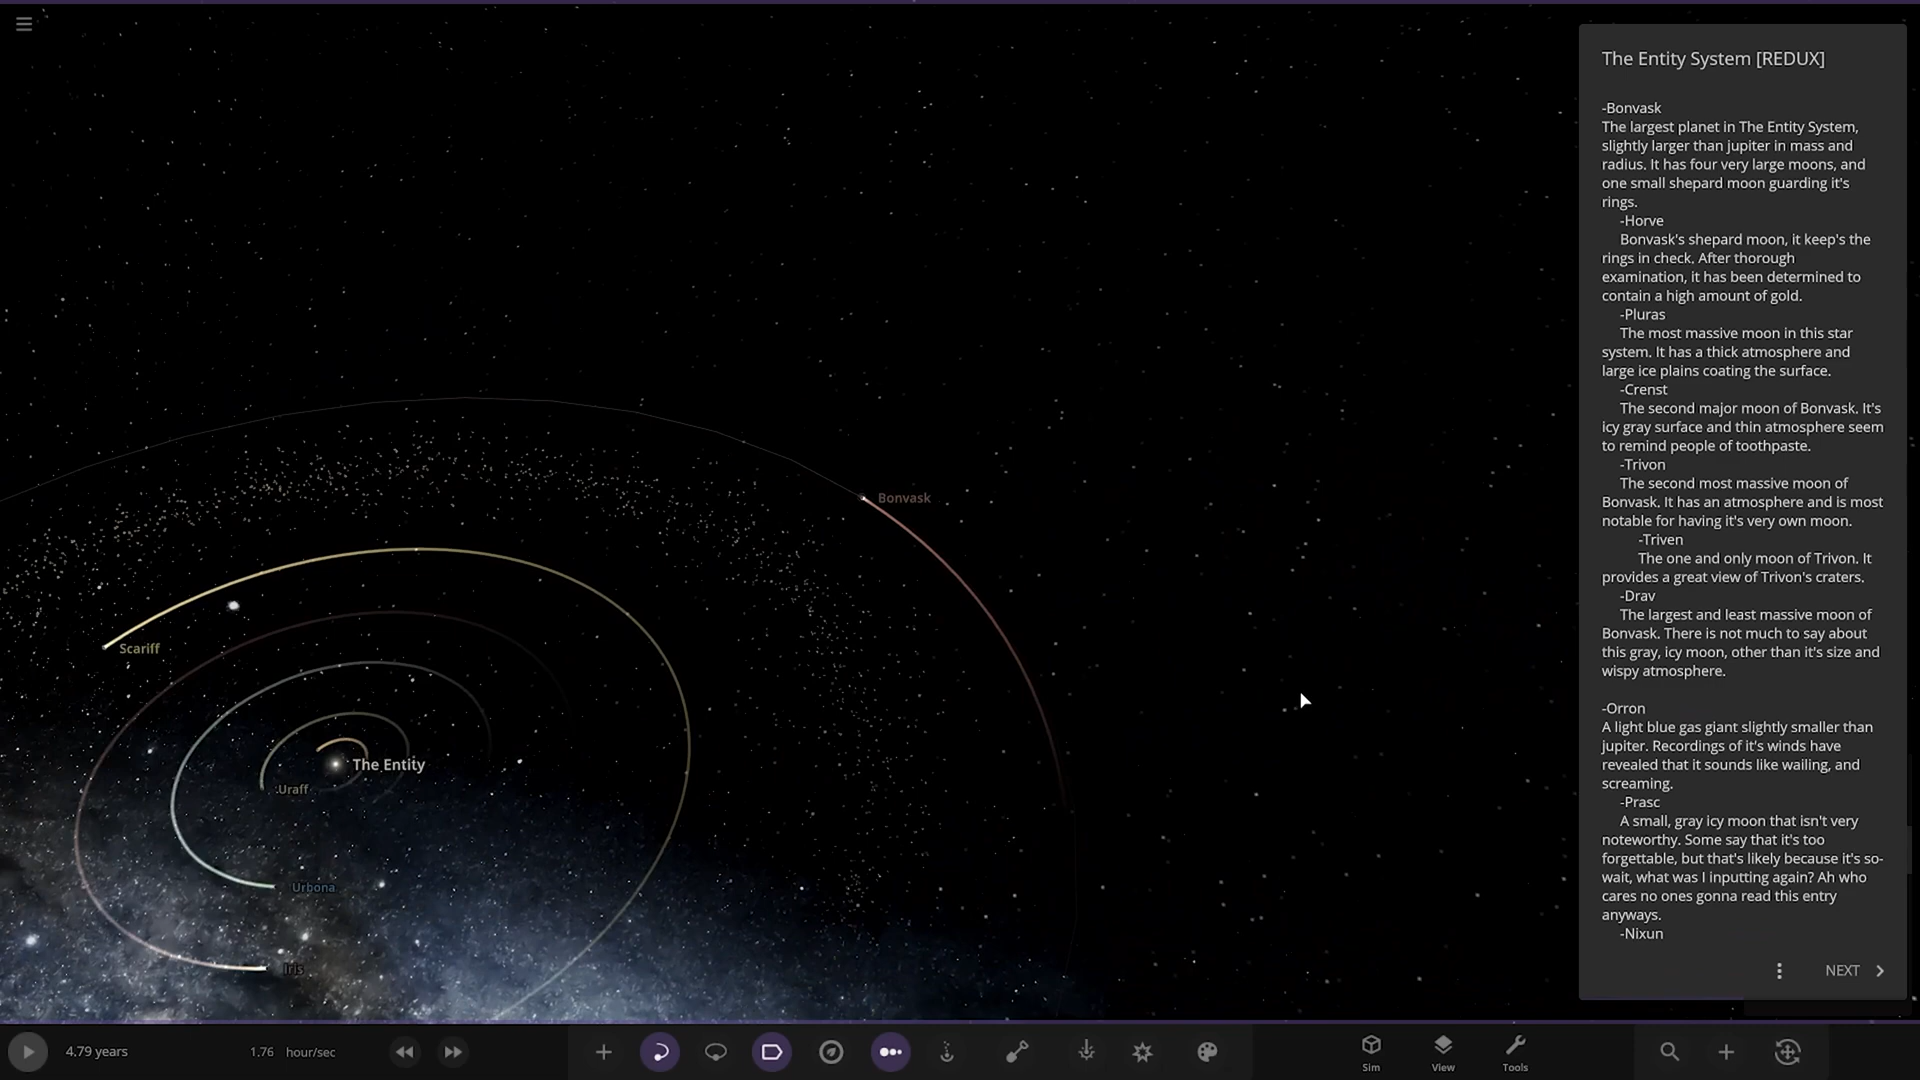 The Entity System [REDUX]
-Bonvask
The largest planet in The Entity System,
slightly larger than jupiter in mass and
radius. It has four very large moons, and
one small shepard moon guarding it's
rings.
-Horve
Bonvask's shepard moon, it keep's the
rings in check. After thorough
examination, it has been determined to
contain a high amount of gold.
-Pluras
The most massive moon in this star
system. It has a thick atmosphere and
large ice plains coating the surface.
-Crenst
The second major moon of Bonvask. It's
icy gray surface and thin atmosphere seem
to remind people of toothpaste.
-Trivon
The second most massive moon of
Bonvask. It has an atmosphere and is most
notable for having it's very own moon.
-Triven
The one and only moon of Trivon. It
provides a great view of Trivon's craters.
-Drav
The largest and least massive moon of
Bonvask. There is not much to say about
this gray, icy moon, other than it's size and
wispy atmosphere.
-Orron
A light blue gas giant slightly smaller than
jupiter. Recordings of it's winds have
revealed that it sounds like wailing, and
screaming.
-Prasc
A small, gray icy moon that isn't very
noteworthy. Some say that it's too
forgettable, but that's likely because it's so-
wait, what was I inputting again? Ah who
cares no ones gonna read this entry
anyways.
-Nixun
NEXT
Bonvask
Scariff
The Entity
Uraff
Urbona
Iris
4.79 years
1.76 hour/sec
Sim
View
Tools